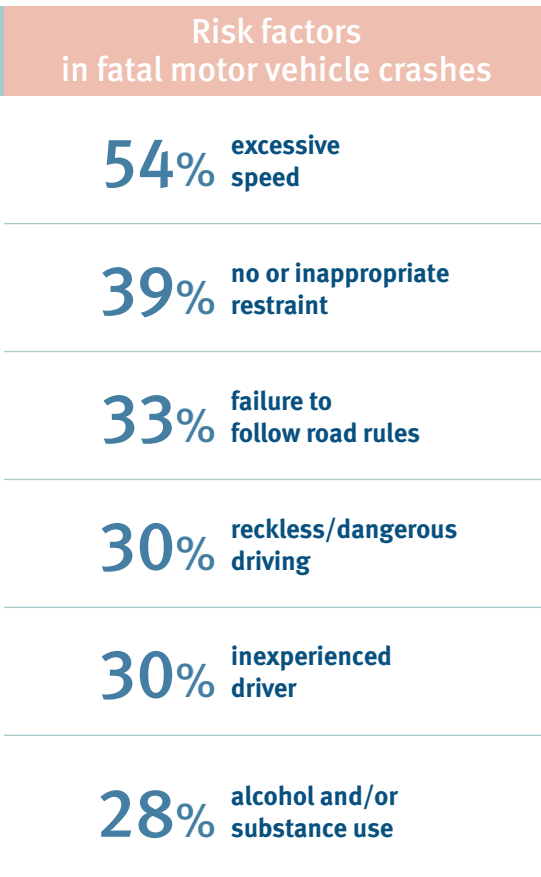 Risk factors
in fatal motor vehicle crashes
54% excessive
speed
39% no or inappropriate
restraint
33% failure to
follow road rules
30% reckless/dangerous
driving
30% inexperienced
driver
28% alcohol and/or
substance use